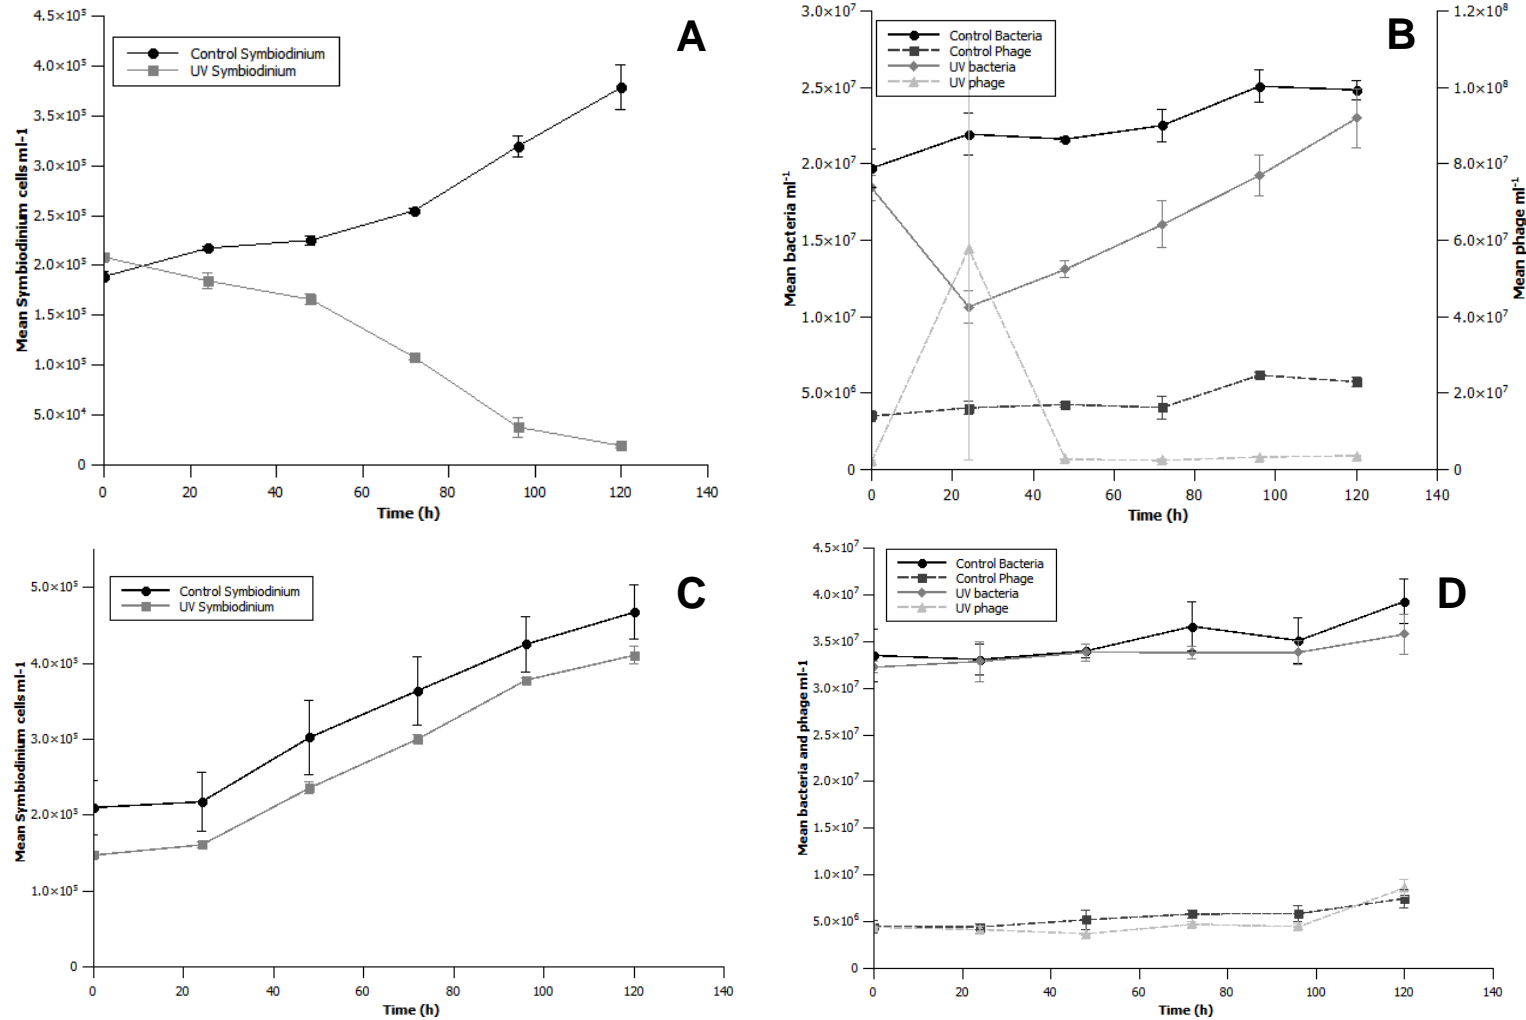 A
Control Symbiodinium
UV Symbiodinium
Mean Symbiodinium cells ml-1
4.5×10⁵
4.0×10⁵
3.5×10⁵
3.0×10⁵
2.5×10⁵
2.0×10⁵
1.5×10⁵
1.0×10⁵
5.0×10⁴
0
0 20 40 60 80 100 120 140
Time (h)
B
Control Bacteria
Control Phage
UV bacteria
UV phage
Mean bacteria ml⁻¹
3.0×10⁷
2.5×10⁷
2.0×10⁷
1.5×10⁷
1.0×10⁷
5.0×10⁶
0
1.2×10⁸
1.0×10⁸
8.0×10⁷
6.0×10⁷
4.0×10⁷
2.0×10⁷
0
Mean phage ml⁻¹
0 20 40 60 80 100 120 140
Time (h)
C
Control Symbiodinium
UV Symbiodinium
Mean Symbiodinium cells ml-1
5.0×10⁵
4.0×10⁵
3.0×10⁵
2.0×10⁵
1.0×10⁵
0
0 20 40 60 80 100 120 140
Time (h)
D
Control Bacteria
Control Phage
UV bacteria
UV phage
Mean bacteria and phage ml-1
4.5×10⁷
4.0×10⁷
3.5×10⁷
3.0×10⁷
2.5×10⁷
2.0×10⁷
1.5×10⁷
1.0×10⁷
5.0×10⁶
0
0 20 40 60 80 100 120 140
Time (h)